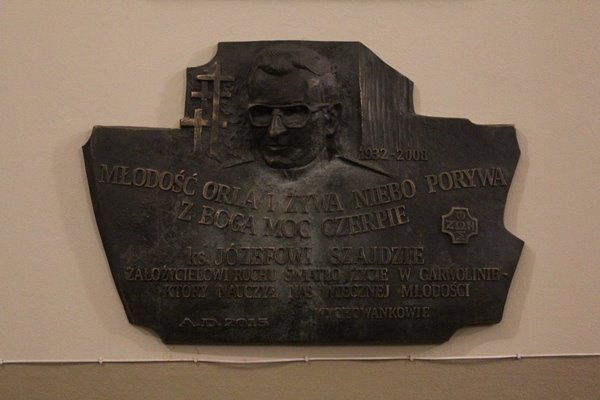 1932-2008
MŁODOŚĆ ORLA I ŻYWA NIEBO PORYWA
Z BOGA MOC CZERPIE
KS. JÓZEFOWI SZAJDZIE
ZAŁOŻYCIELOWI RUCHU ŚWIATŁO ŻYCIE W GARWOLINIE-
KTÓRY NAUCZYŁ NAS WIECZNEJ MŁODOŚCI
WYCHOWANKOWIE
A.D. 2015